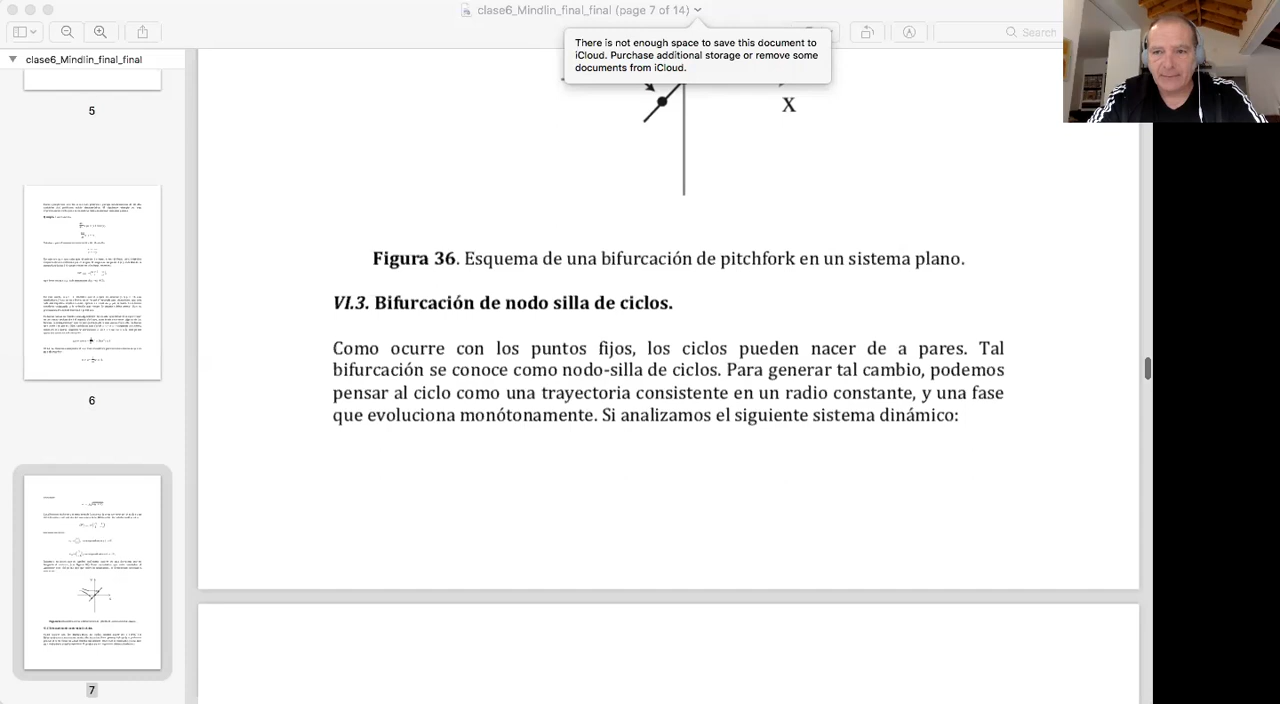 clase6_Mindlin_final_final (page 7 of 14)
Search
There is not enough space to save this document to
iCloud. Purchase additional storage or remove some
documents from iCloud.
clase6_Mindlin_final_final
5
6
7
X
Figura 36. Esquema de una bifurcación de pitchfork en un sistema plano.
VI.3. Bifurcación de nodo silla de ciclos.
Como ocurre con los puntos fijos, los ciclos pueden nacer de a pares. Tal
bifurcación se conoce como nodo-silla de ciclos. Para generar tal cambio, podemos
pensar al ciclo como una trayectoria consistente en un radio constante, y una fase
que evoluciona monótonamente. Si analizamos el siguiente sistema dinámico: